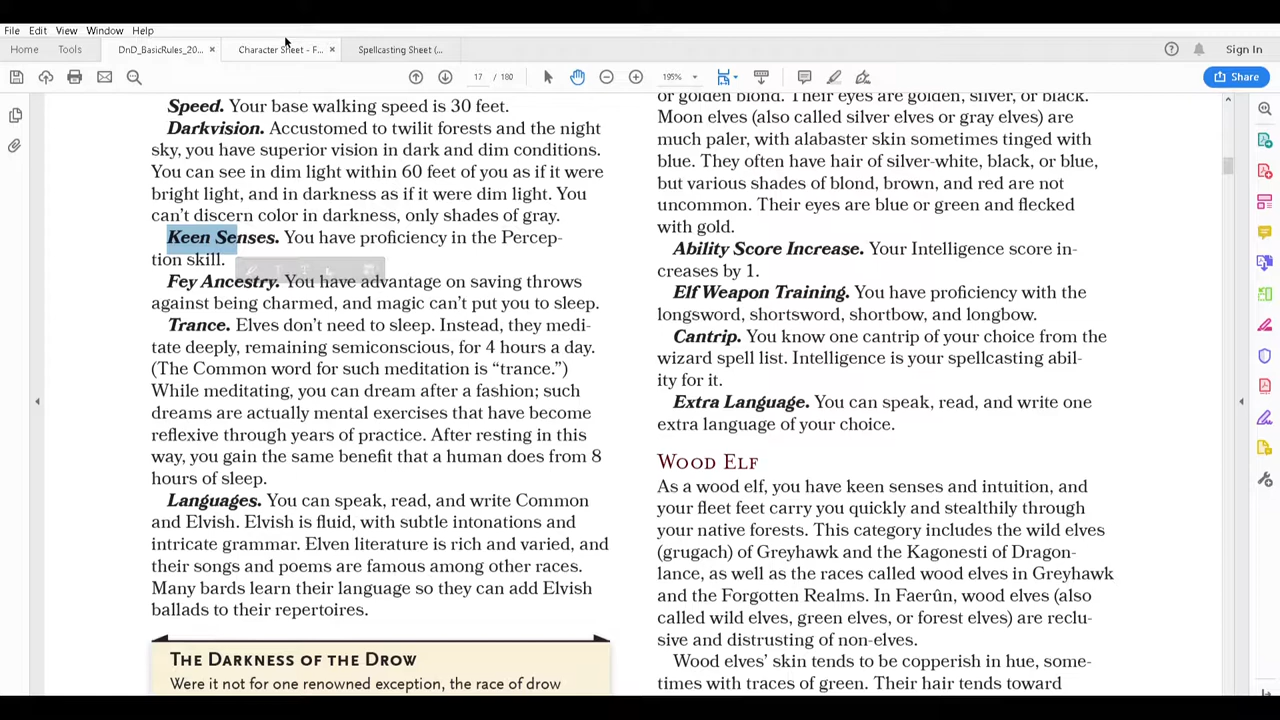 File Edit View Window Help
Home Tools DnD_BasicRules_20... × Character Sheet - F... × Spellcasting Sheet (... Sign In
17 / 180 195% Share
Speed. Your base walking speed is 30 feet.
Darkvision. Accustomed to twilit forests and the night
sky, you have superior vision in dark and dim conditions.
You can see in dim light within 60 feet of you as if it were
bright light, and in darkness as if it were dim light. You
can’t discern color in darkness, only shades of gray.
Keen Senses. You have proficiency in the Percep-
tion skill.
Fey Ancestry. You have advantage on saving throws
against being charmed, and magic can’t put you to sleep.
Trance. Elves don’t need to sleep. Instead, they medi-
tate deeply, remaining semiconscious, for 4 hours a day.
(The Common word for such meditation is “trance.”)
While meditating, you can dream after a fashion; such
dreams are actually mental exercises that have become
reflexive through years of practice. After resting in this
way, you gain the same benefit that a human does from 8
hours of sleep.
Languages. You can speak, read, and write Common
and Elvish. Elvish is fluid, with subtle intonations and
intricate grammar. Elven literature is rich and varied, and
their songs and poems are famous among other races.
Many bards learn their language so they can add Elvish
ballads to their repertoires.
The Darkness of the Drow
Were it not for one renowned exception, the race of drow
or golden blond. Their eyes are golden, silver, or black.
Moon elves (also called silver elves or gray elves) are
much paler, with alabaster skin sometimes tinged with
blue. They often have hair of silver-white, black, or blue,
but various shades of blond, brown, and red are not
uncommon. Their eyes are blue or green and flecked
with gold.
Ability Score Increase. Your Intelligence score in-
creases by 1.
Elf Weapon Training. You have proficiency with the
longsword, shortsword, shortbow, and longbow.
Cantrip. You know one cantrip of your choice from the
wizard spell list. Intelligence is your spellcasting abil-
ity for it.
Extra Language. You can speak, read, and write one
extra language of your choice.
Wood Elf
As a wood elf, you have keen senses and intuition, and
your fleet feet carry you quickly and stealthily through
your native forests. This category includes the wild elves
(grugach) of Greyhawk and the Kagonesti of Dragon-
lance, as well as the races called wood elves in Greyhawk
and the Forgotten Realms. In Faerûn, wood elves (also
called wild elves, green elves, or forest elves) are reclu-
sive and distrusting of non-elves.
Wood elves’ skin tends to be copperish in hue, some-
times with traces of green. Their hair tends toward